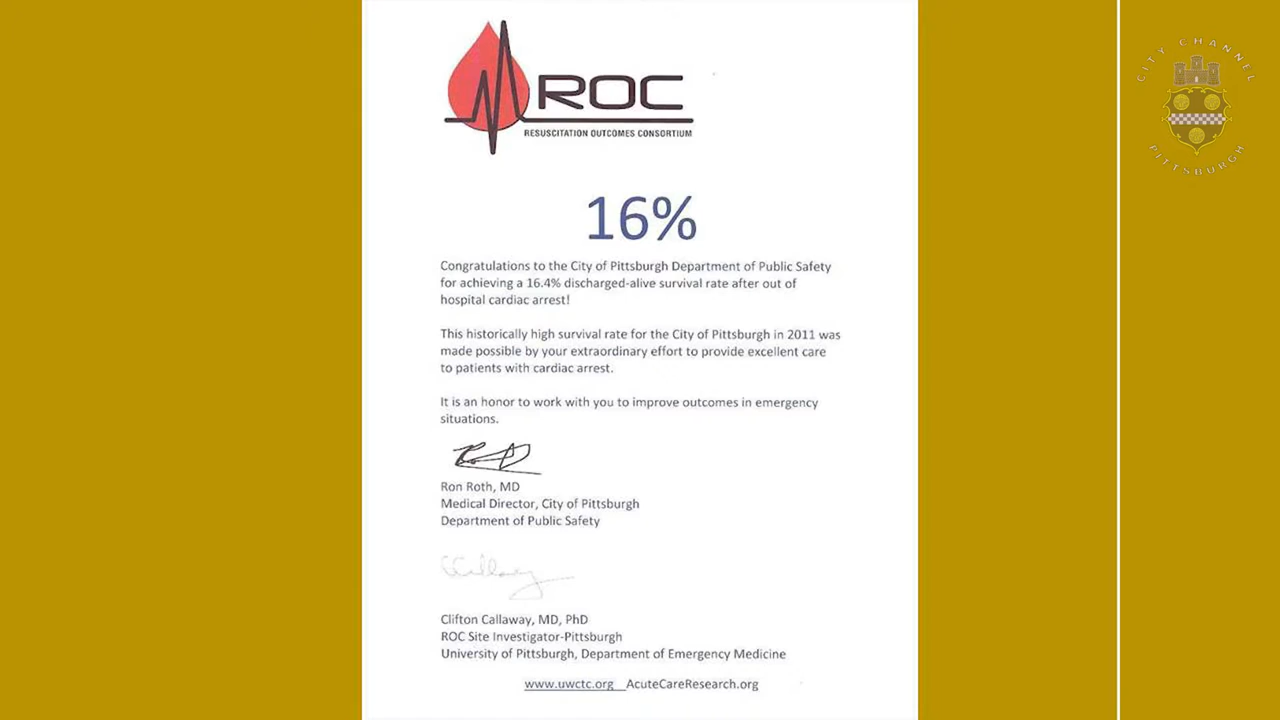 ROC
RESUSCITATION OUTCOMES CONSORTIUM
16%
Congratulations to the City of Pittsburgh Department of Public Safety
for achieving a 16.4% discharged-alive survival rate after out of
hospital cardiac arrest!
This historically high survival rate for the City of Pittsburgh in 2011 was
made possible by your extraordinary effort to provide excellent care
to patients with cardiac arrest.
It is an honor to work with you to improve outcomes in emergency
situations.
Ron Roth, MD
Medical Director, City of Pittsburgh
Department of Public Safety
CCallaway
Clifton Callaway, MD, PhD
ROC Site Investigator-Pittsburgh
University of Pittsburgh, Department of Emergency Medicine
www.uwctc.org AcuteCareResearch.org
CITY CHANNEL
PITTSBURGH